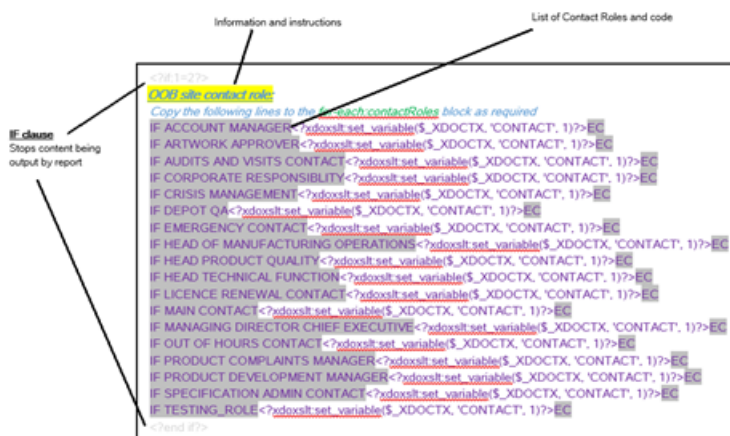 Information and instructions
List of Contact Roles and code
IF clause
Stops content being
output by report
<?if:1=2?>
OOB site contact role:
Copy the following lines to the for-each:contactRoles block as required
IF ACCOUNT MANAGER<?xdoxslt:set_variable($_XDOCTX, 'CONTACT', 1)?>EC
IF ARTWORK APPROVER<?xdoxslt:set_variable($_XDOCTX, 'CONTACT', 1)?>EC
IF AUDITS AND VISITS CONTACT<?xdoxslt:set_variable($_XDOCTX, 'CONTACT', 1)?>EC
IF CORPORATE RESPONSIBLITY<?xdoxslt:set_variable($_XDOCTX, 'CONTACT', 1)?>EC
IF CRISIS MANAGEMENT<?xdoxslt:set_variable($_XDOCTX, 'CONTACT', 1)?>EC
IF DEPOT QA<?xdoxslt:set_variable($_XDOCTX, 'CONTACT', 1)?>EC
IF EMERGENCY CONTACT<?xdoxslt:set_variable($_XDOCTX, 'CONTACT', 1)?>EC
IF HEAD OF MANUFACTURING OPERATIONS<?xdoxslt:set_variable($_XDOCTX, 'CONTACT', 1)?>EC
IF HEAD PRODUCT QUALITY<?xdoxslt:set_variable($_XDOCTX, 'CONTACT', 1)?>EC
IF HEAD TECHNICAL FUNCTION<?xdoxslt:set_variable($_XDOCTX, 'CONTACT', 1)?>EC
IF LICENCE RENEWAL CONTACT<?xdoxslt:set_variable($_XDOCTX, 'CONTACT', 1)?>EC
IF MAIN CONTACT<?xdoxslt:set_variable($_XDOCTX, 'CONTACT', 1)?>EC
IF MANAGING DIRECTOR CHIEF EXECUTIVE<?xdoxslt:set_variable($_XDOCTX, 'CONTACT', 1)?>EC
IF OUT OF HOURS CONTACT<?xdoxslt:set_variable($_XDOCTX, 'CONTACT', 1)?>EC
IF PRODUCT COMPLAINTS MANAGER<?xdoxslt:set_variable($_XDOCTX, 'CONTACT', 1)?>EC
IF PRODUCT DEVELOPMENT MANAGER<?xdoxslt:set_variable($_XDOCTX, 'CONTACT', 1)?>EC
IF SPECIFICATION ADMIN CONTACT<?xdoxslt:set_variable($_XDOCTX, 'CONTACT', 1)?>EC
IF TESTING_ROLE<?xdoxslt:set_variable($_XDOCTX, 'CONTACT', 1)?>EC
<?end if?>